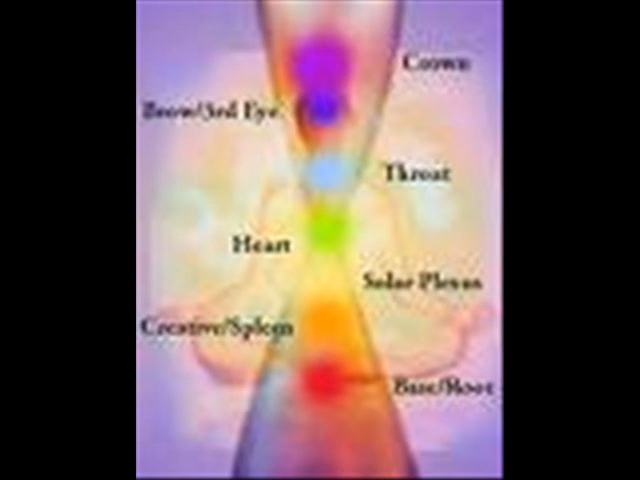 Crown
Brow/3rd Eye
Throat
Heart
Solar Plexus
Creative/Spleen
Base/Root